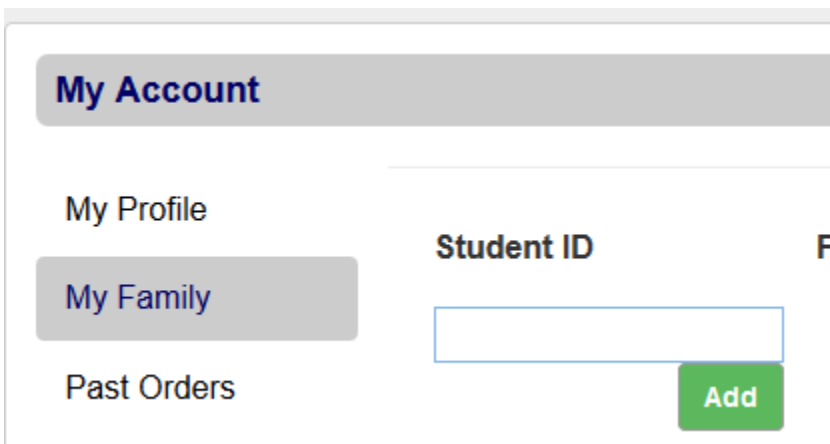 My Account
My Profile
Student ID
My Family
Past Orders
Add